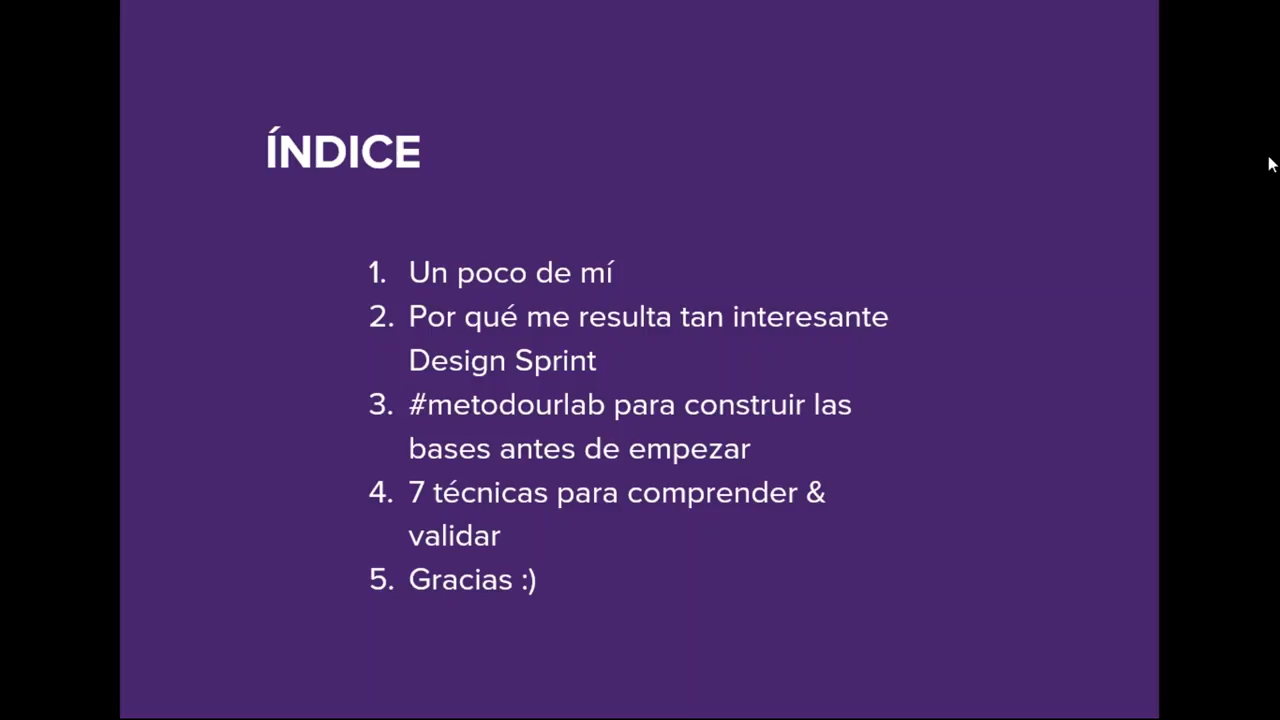 ÍNDICE
1. Un poco de mí
2. Por qué me resulta tan interesante
Design Sprint
3. #metodourlab para construir las
bases antes de empezar
4. 7 técnicas para comprender &
validar
5. Gracias :)